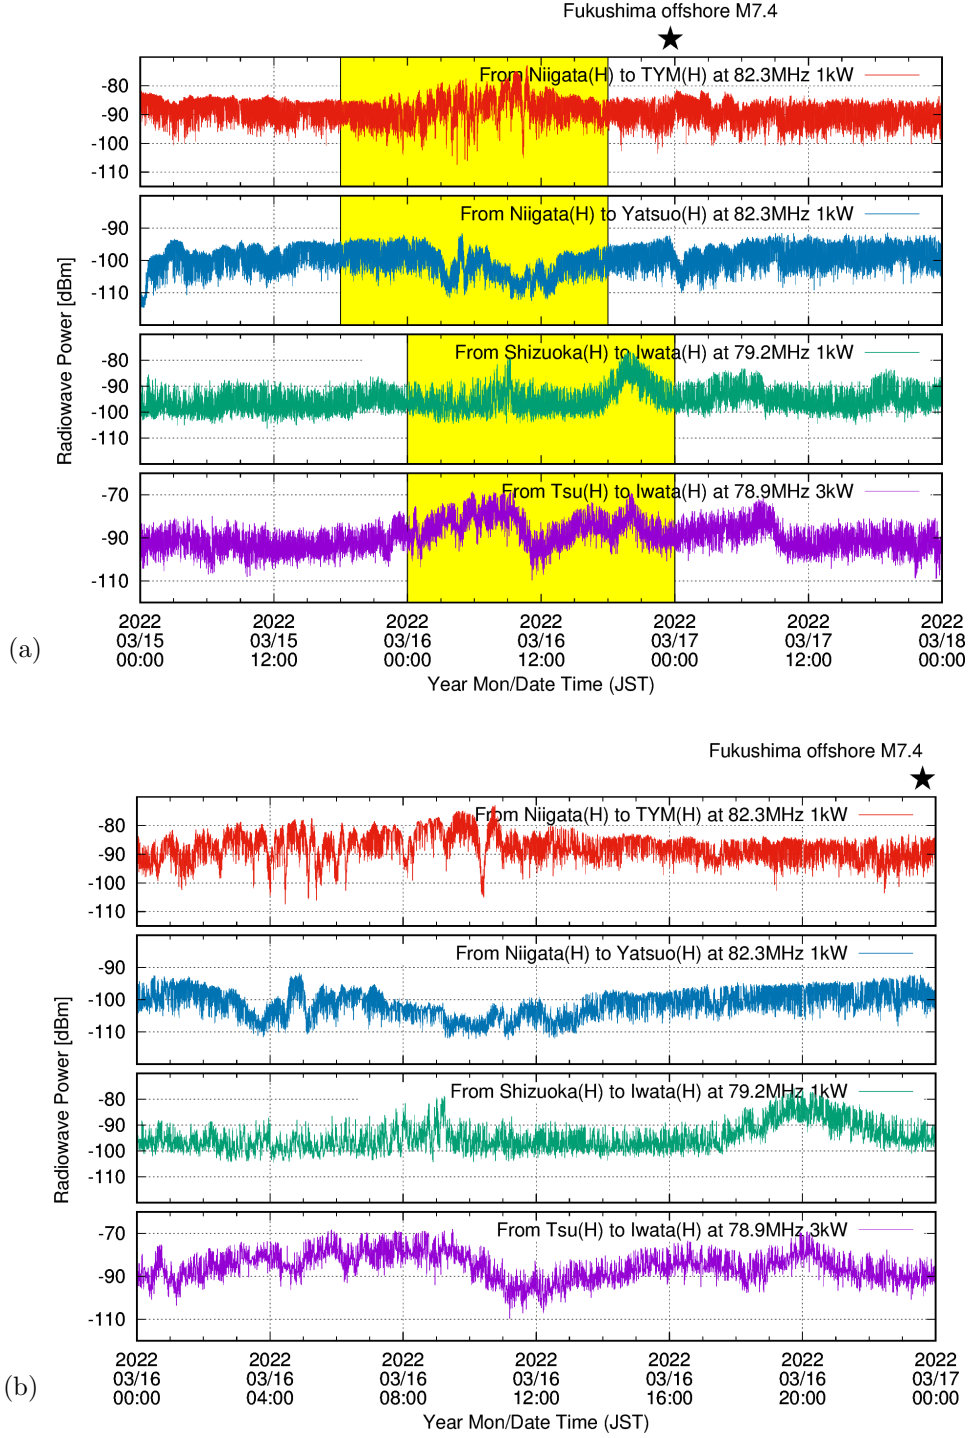 Fukushima offshore M7.4
★
From Niigata(H) to TYM(H) at 82.3MHz 1kW
-80
-90
-100
-110
From Niigata(H) to Yatsuo(H) at 82.3MHz 1kW
-90
-100
-110
From Shizuoka(H) to Iwata(H) at 79.2MHz 1kW
-80
-90
-100
-110
From Tsu(H) to Iwata(H) at 78.9MHz 3kW
-70
-90
-110
Radiowave Power [dBm]
2022 2022 2022 2022 2022 2022 2022
03/15 03/15 03/16 03/16 03/17 03/17 03/18
00:00 12:00 00:00 12:00 00:00 12:00 00:00
Year Mon/Date Time (JST)
(a)
Fukushima offshore M7.4
★
From Niigata(H) to TYM(H) at 82.3MHz 1kW
-80
-90
-100
-110
From Niigata(H) to Yatsuo(H) at 82.3MHz 1kW
-90
-100
-110
From Shizuoka(H) to Iwata(H) at 79.2MHz 1kW
-80
-90
-100
-110
From Tsu(H) to Iwata(H) at 78.9MHz 3kW
-70
-90
-110
Radiowave Power [dBm]
2022 2022 2022 2022 2022 2022 2022
03/16 03/16 03/16 03/16 03/16 03/16 03/17
00:00 04:00 08:00 12:00 16:00 20:00 00:00
Year Mon/Date Time (JST)
(b)